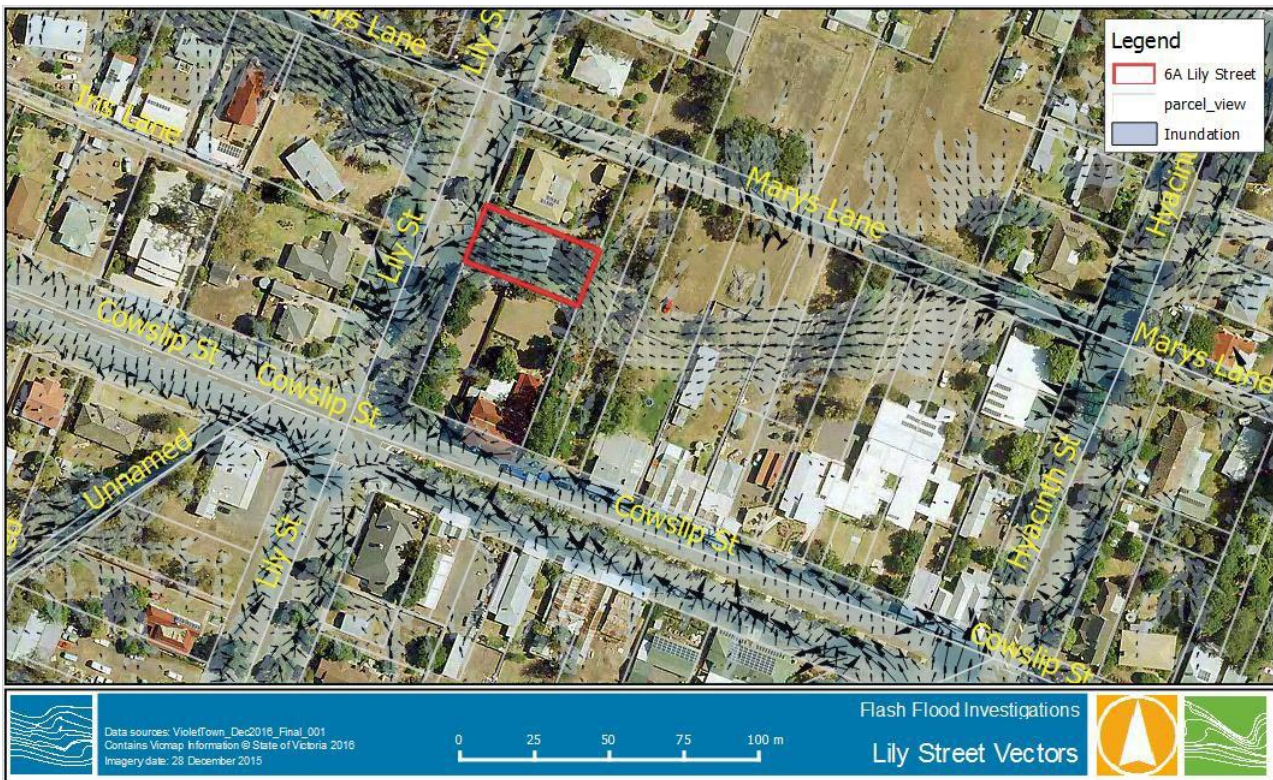 Marys Lane
Lily St
Legend
6A Lily Street
parcel_view
Inundation
Iris Lane
Marys Lane
Lily St
Cowslip St
Cowslip St
Marys Lane
Unnamed
Cowslip St
Hyacinth St
Lily St
Cowslip St
Data sources: VioletTown_Dec2016_Final_001
Contains Vicmap Information © State of Victoria 2016
Imagery date: 28 December 2015
0 25 50 75 100 m
Flash Flood Investigations
Lily Street Vectors